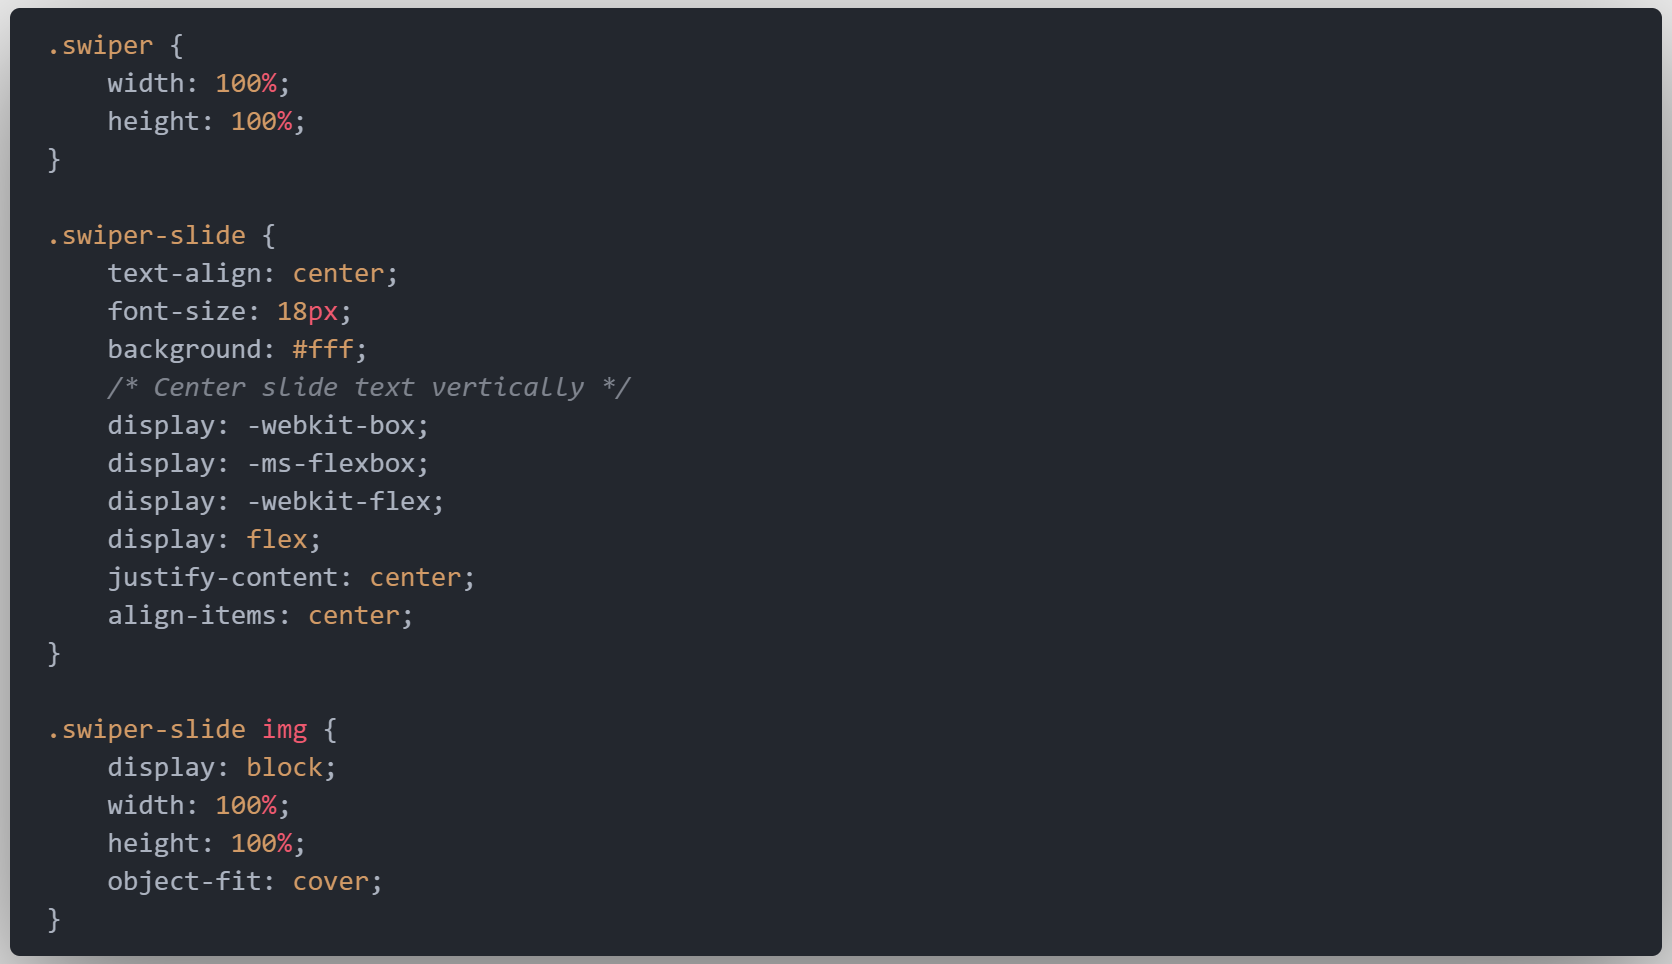 .swiper {
    width: 100%;
    height: 100%;
}

.swiper-slide {
    text-align: center;
    font-size: 18px;
    background: #fff;
    /* Center slide text vertically */
    display: -webkit-box;
    display: -ms-flexbox;
    display: -webkit-flex;
    display: flex;
    justify-content: center;
    align-items: center;
}

.swiper-slide img {
    display: block;
    width: 100%;
    height: 100%;
    object-fit: cover;
}